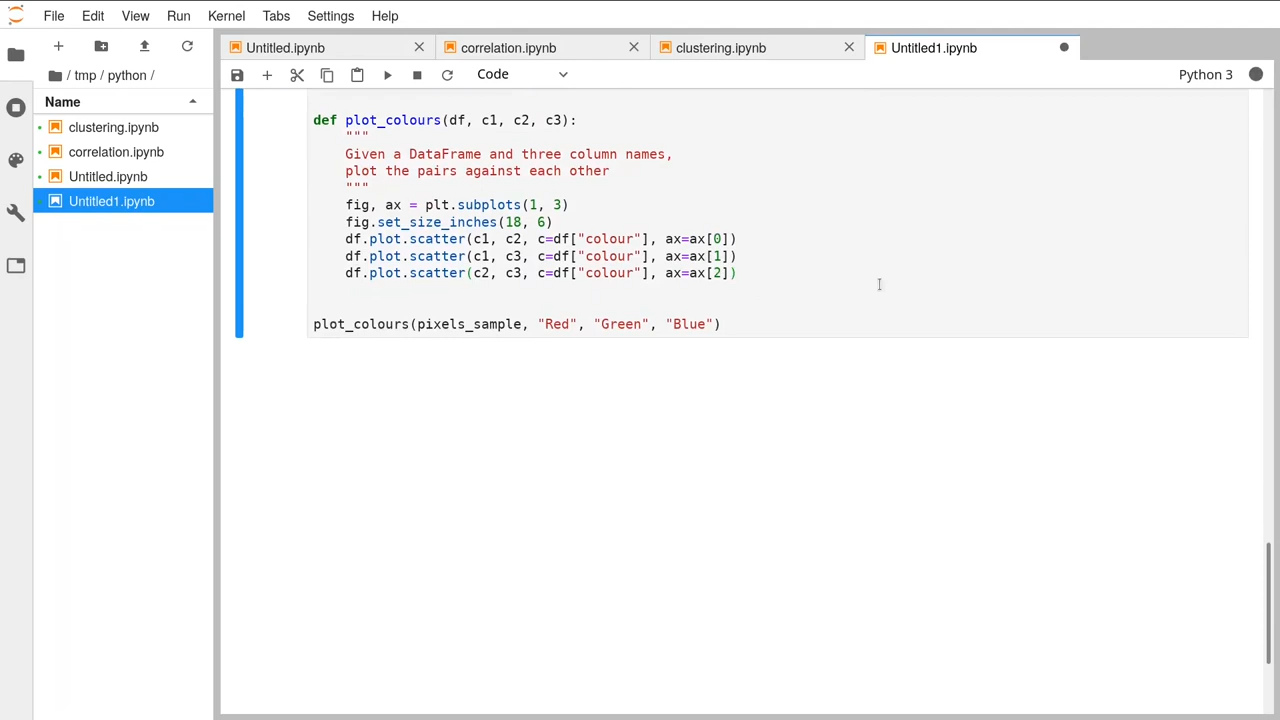 File Edit View Run Kernel Tabs Settings Help
Untitled.ipynb
correlation.ipynb
clustering.ipynb
Untitled1.ipynb
Code
Python 3
/ tmp / python /
Name
clustering.ipynb
correlation.ipynb
Untitled.ipynb
Untitled1.ipynb
def plot_colours(df, c1, c2, c3):
"""
Given a DataFrame and three column names,
plot the pairs against each other
"""
fig, ax = plt.subplots(1, 3)
fig.set_size_inches(18, 6)
df.plot.scatter(c1, c2, c=df["colour"], ax=ax[0])
df.plot.scatter(c1, c3, c=df["colour"], ax=ax[1])
df.plot.scatter(c2, c3, c=df["colour"], ax=ax[2])
plot_colours(pixels_sample, "Red", "Green", "Blue")